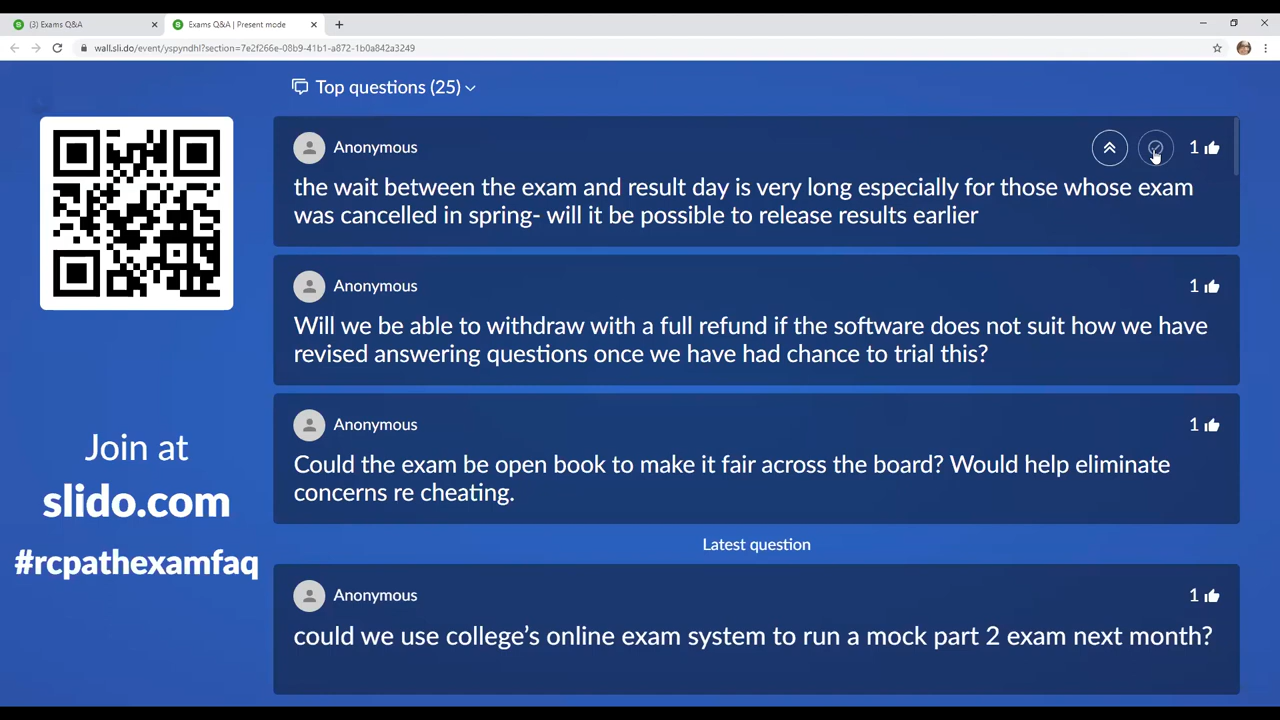 (3) Exams Q&A
Exams Q&A | Present mode
wall.sli.do/event/yspyndhl?section=7e2f266e-08b9-41b1-a872-1b0a842a3249
Top questions (25)
Anonymous
1
the wait between the exam and result day is very long especially for those whose exam
was cancelled in spring- will it be possible to release results earlier
Anonymous
1
Will we be able to withdraw with a full refund if the software does not suit how we have
revised answering questions once we have had chance to trial this?
Anonymous
1
Could the exam be open book to make it fair across the board? Would help eliminate
concerns re cheating.
Join at
slido.com
#rcpathexamfaq
Latest question
Anonymous
1
could we use college’s online exam system to run a mock part 2 exam next month?